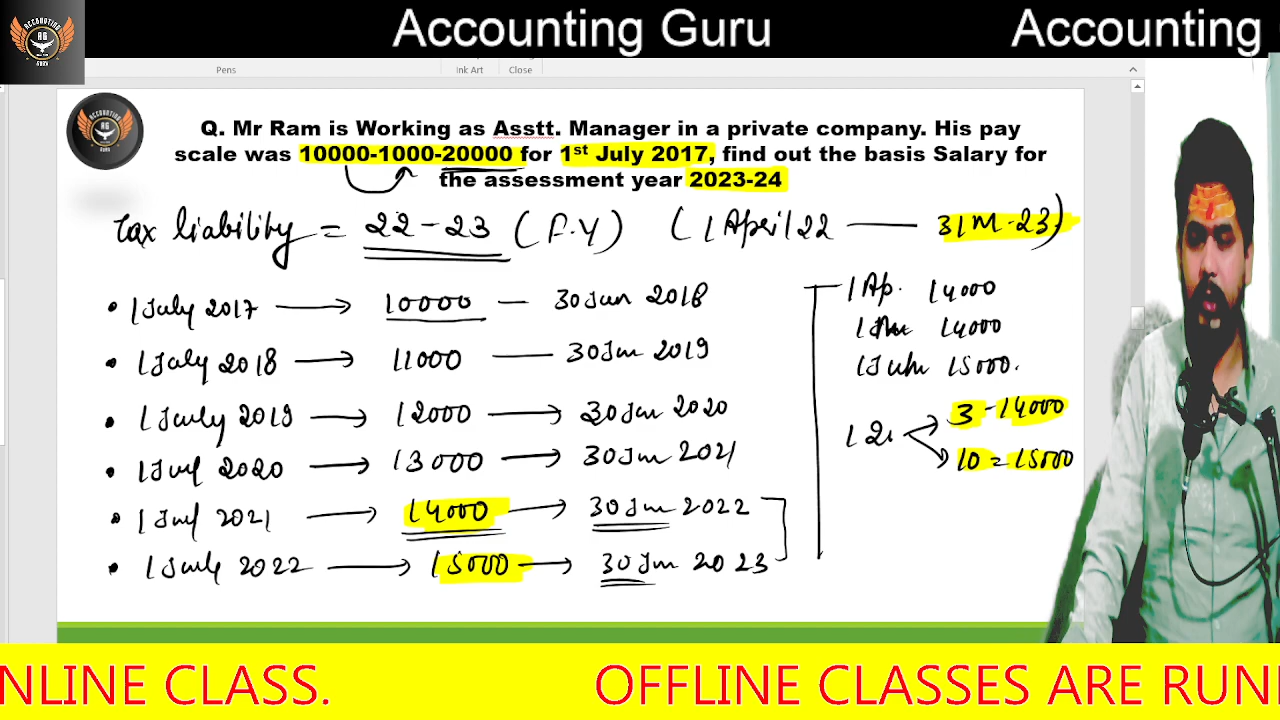 Accounting Guru
Accounting
Pens
Ink Art
Close
Q. Mr Ram is Working as Asstt. Manager in a private company. His pay
scale was 10000-1000-20000 for 1st July 2017, find out the basis Salary for
the assessment year 2023-24
Tax liability = 22-23 (F.Y) (1 April 22 — 31 M-23)
• 1 July 2017 → 10000 — 30 Jun 2018
• 1 July 2018 → 11000 — 30 Jun 2019
• 1 July 2019 → 12000 → 30 Jun 2020
• 1 Jul 2020 → 13000 → 30 Jun 2021
• 1 Jul 2021 → 14000 → 30 Jun 2022
• 1 July 2022 → 15000 → 30 Jun 2023
1 Ap. 14000
14000
15000.
3 - 14000
10 = 15000
NLINE CLASS.
OFFLINE CLASSES ARE RUN